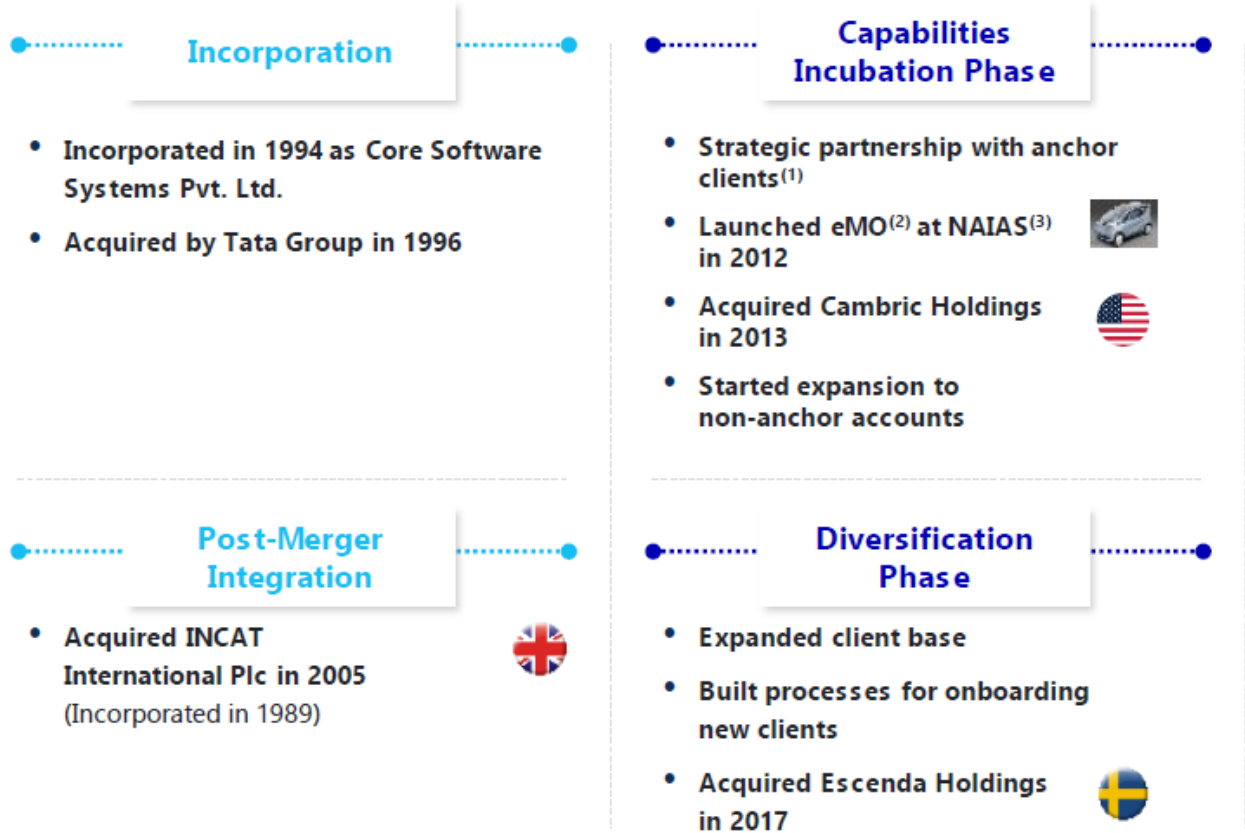 Incorporation
• Incorporated in 1994 as Core Software
Systems Pvt. Ltd.
• Acquired by Tata Group in 1996
Post-Merger
Integration
• Acquired INCAT
International Plc in 2005
(Incorporated in 1989)
Capabilities
Incubation Phase
• Strategic partnership with anchor
clients(1)
• Launched eMO(2) at NAIAS(3)
in 2012
• Acquired Cambric Holdings
in 2013
• Started expansion to
non-anchor accounts
Diversification
Phase
• Expanded client base
• Built processes for onboarding
new clients
• Acquired Escenda Holdings
in 2017